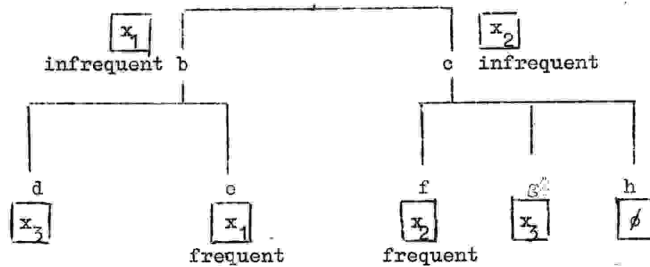 x₁ x₂
infrequent b c infrequent
d e f g h
x₃ x₁ x₂ x₃ ∅
frequent frequent